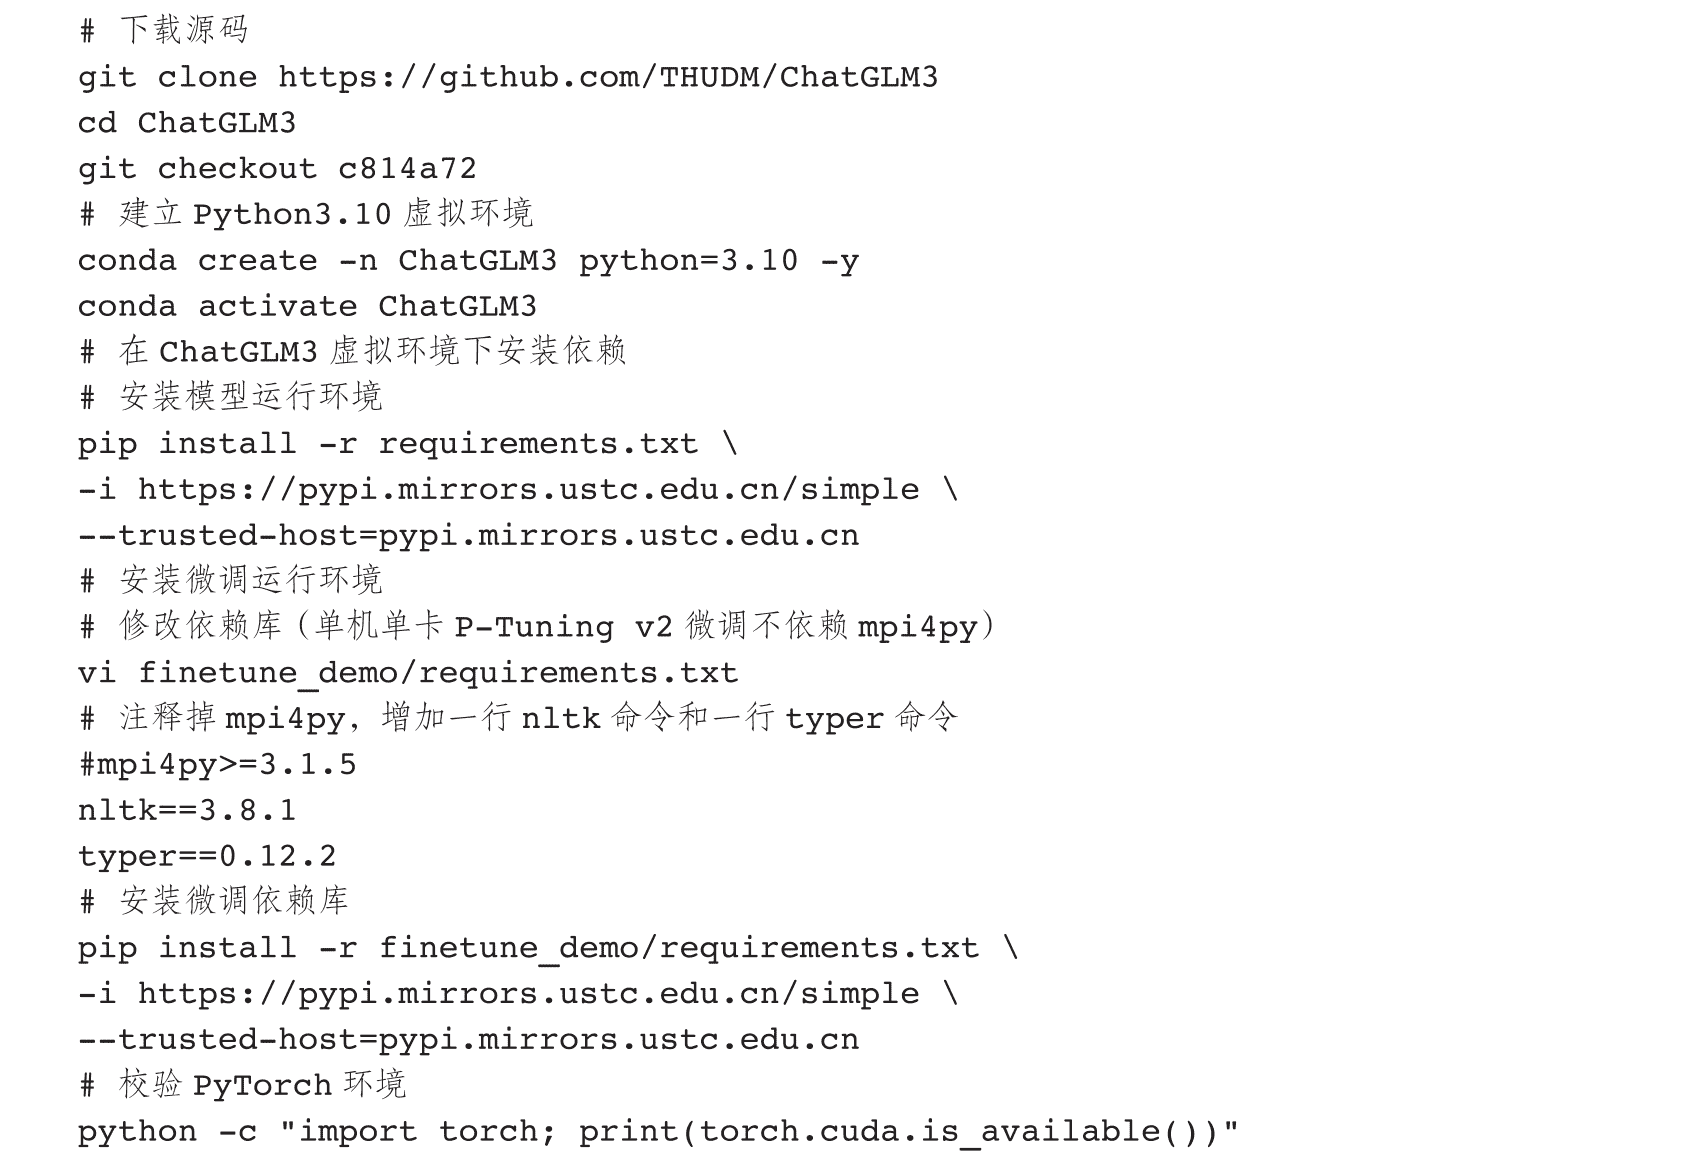 # 下载源码
git clone https://github.com/THUDM/ChatGLM3
cd ChatGLM3
git checkout c814a72
# 建立 Python3.10 虚拟环境
conda create -n ChatGLM3 python=3.10 -y
conda activate ChatGLM3
# 在 ChatGLM3 虚拟环境下安装依赖
# 安装模型运行环境
pip install -r requirements.txt \
-i https://pypi.mirrors.ustc.edu.cn/simple \
--trusted-host=pypi.mirrors.ustc.edu.cn
# 安装微调运行环境
# 修改依赖库（单机单卡 P-Tuning v2 微调不依赖 mpi4py）
vi finetune_demo/requirements.txt
# 注释掉 mpi4py，增加一行 nltk 命令和一行 typer 命令
#mpi4py>=3.1.5
nltk==3.8.1
typer==0.12.2
# 安装微调依赖库
pip install -r finetune_demo/requirements.txt \
-i https://pypi.mirrors.ustc.edu.cn/simple \
--trusted-host=pypi.mirrors.ustc.edu.cn
# 校验 PyTorch 环境
python -c "import torch; print(torch.cuda.is_available())"